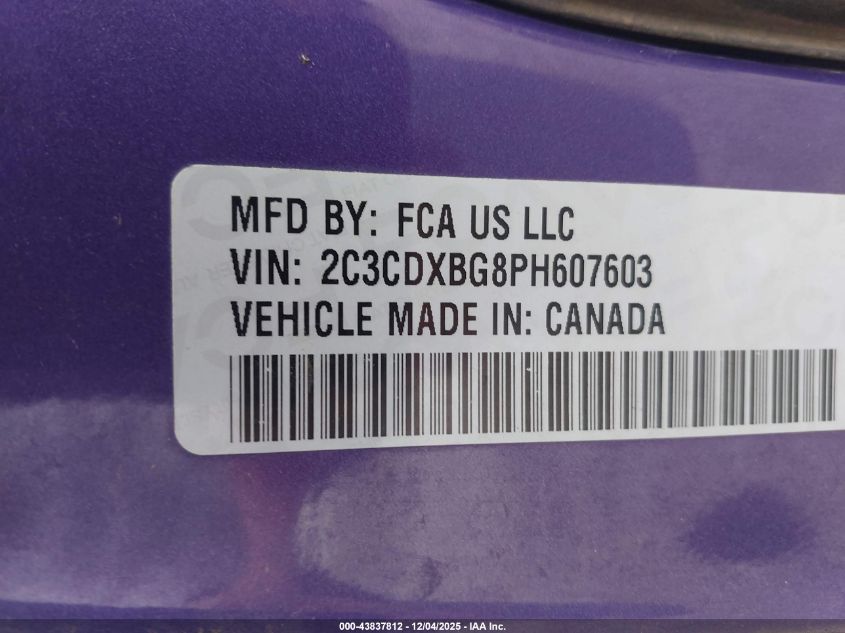 MFD BY: FCA US LLC
VIN: 2C3CDXBG8PH607603
VEHICLE MADE IN: CANADA
000-43837812 - 12/04/2025 - IAA Inc.